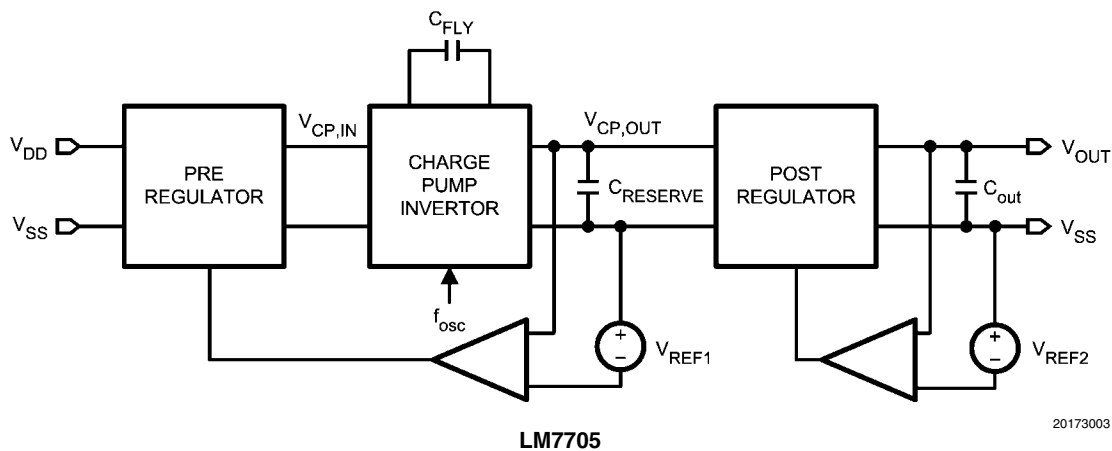 C_FLY
V_DD
V_SS
PRE
REGULATOR
V_CP,IN
CHARGE
PUMP
INVERTOR
f_osc
V_CP,OUT
C_RESERVE
+
−
V_REF1
POST
REGULATOR
V_OUT
C_out
V_SS
+
−
V_REF2
20173003
LM7705